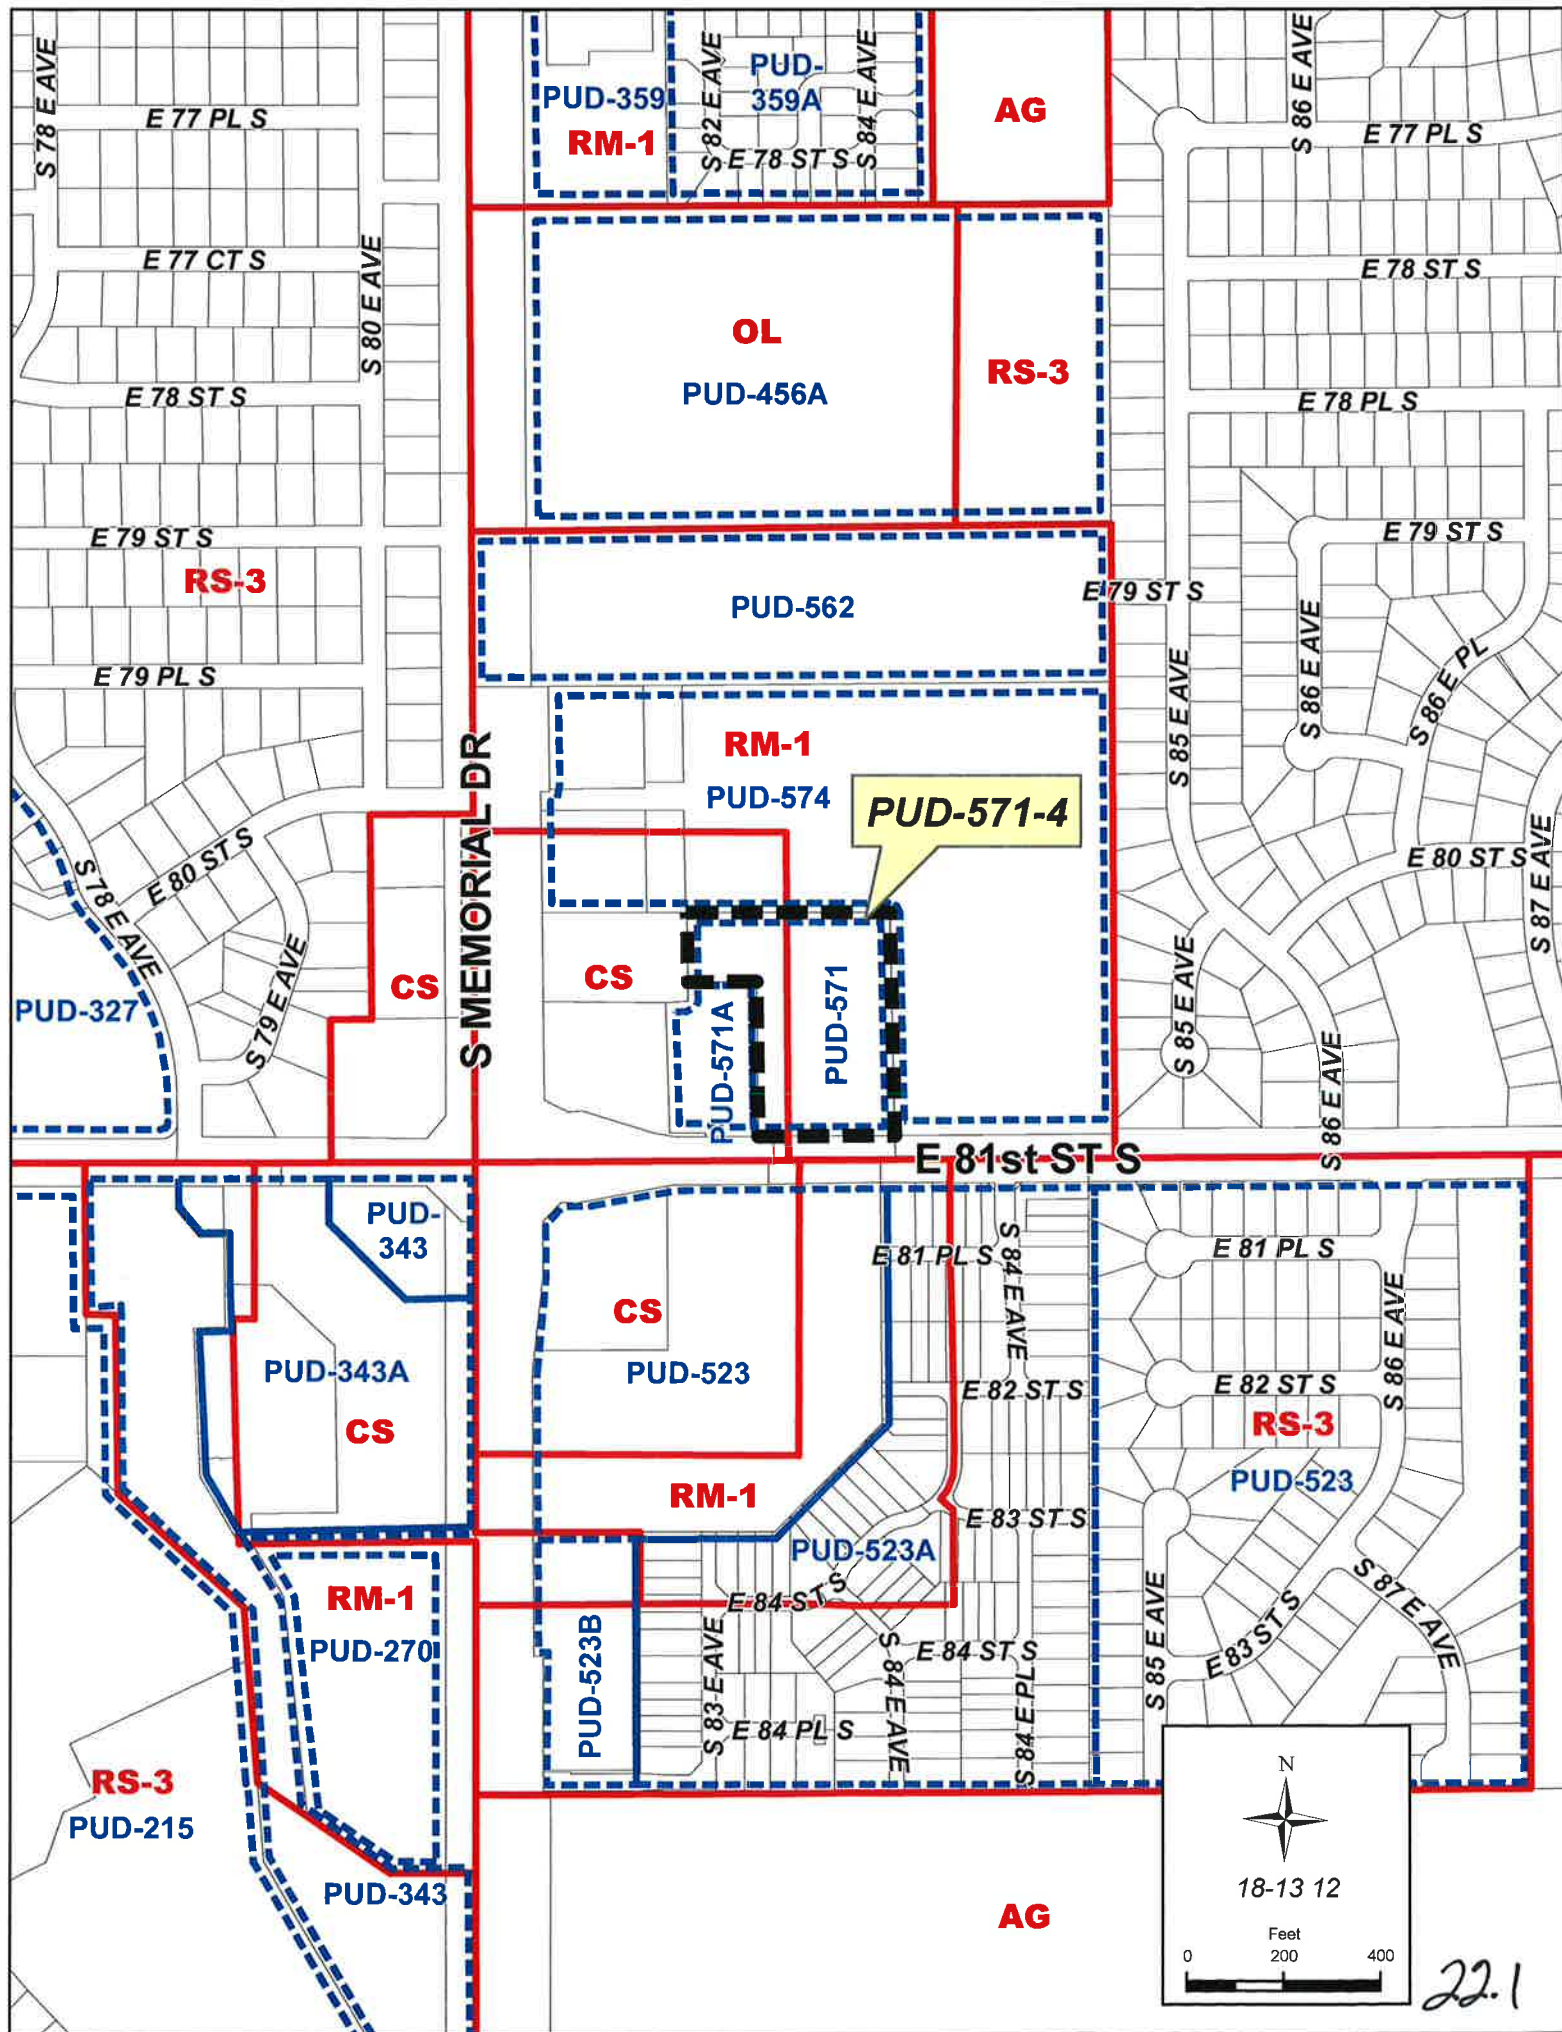 S 78 E AVE
S 82 E AVE
S 84 E AVE
S 86 E AVE
PUD-
359A
PUD-359
RM-1
AG
E 77 PL S
E 77 PL S
E 78 ST S
E 77 CT S
S 80 E AVE
E 78 ST S
OL
PUD-456A
RS-3
E 78 ST S
E 78 PL S
E 79 ST S
E 79 ST S
RS-3
PUD-562
E 79 ST S
S 86 E AVE
S 86 E PL
E 79 PL S
S 85 E AVE
RM-1
PUD-574
PUD-571-4
S MEMORIAL DR
E 80 ST S
S 78 E AVE
E 80 ST S
S 87 E AVE
S 79 E AVE
CS
CS
PUD-327
PUD-571A
PUD-571
S 85 E AVE
S 86 E AVE
E 81st ST S
PUD-
343
E 81 PL S
S 84 E AVE
E 81 PL S
S 86 E AVE
CS
PUD-343A
PUD-523
E 82 ST S
E 82 ST S
CS
RS-3
PUD-523
RM-1
E 83 ST S
PUD-523A
RM-1
PUD-270
E 84 ST S
PUD-523B
S 83 E AVE
S 84 E AVE
E 84 ST S
S 84 E PL
S 85 E AVE
E 83 ST S
S 87 E AVE
E 84 PL S
RS-3
PUD-215
PUD-343
AG
N
18-13 12
Feet
0 200 400
22.1